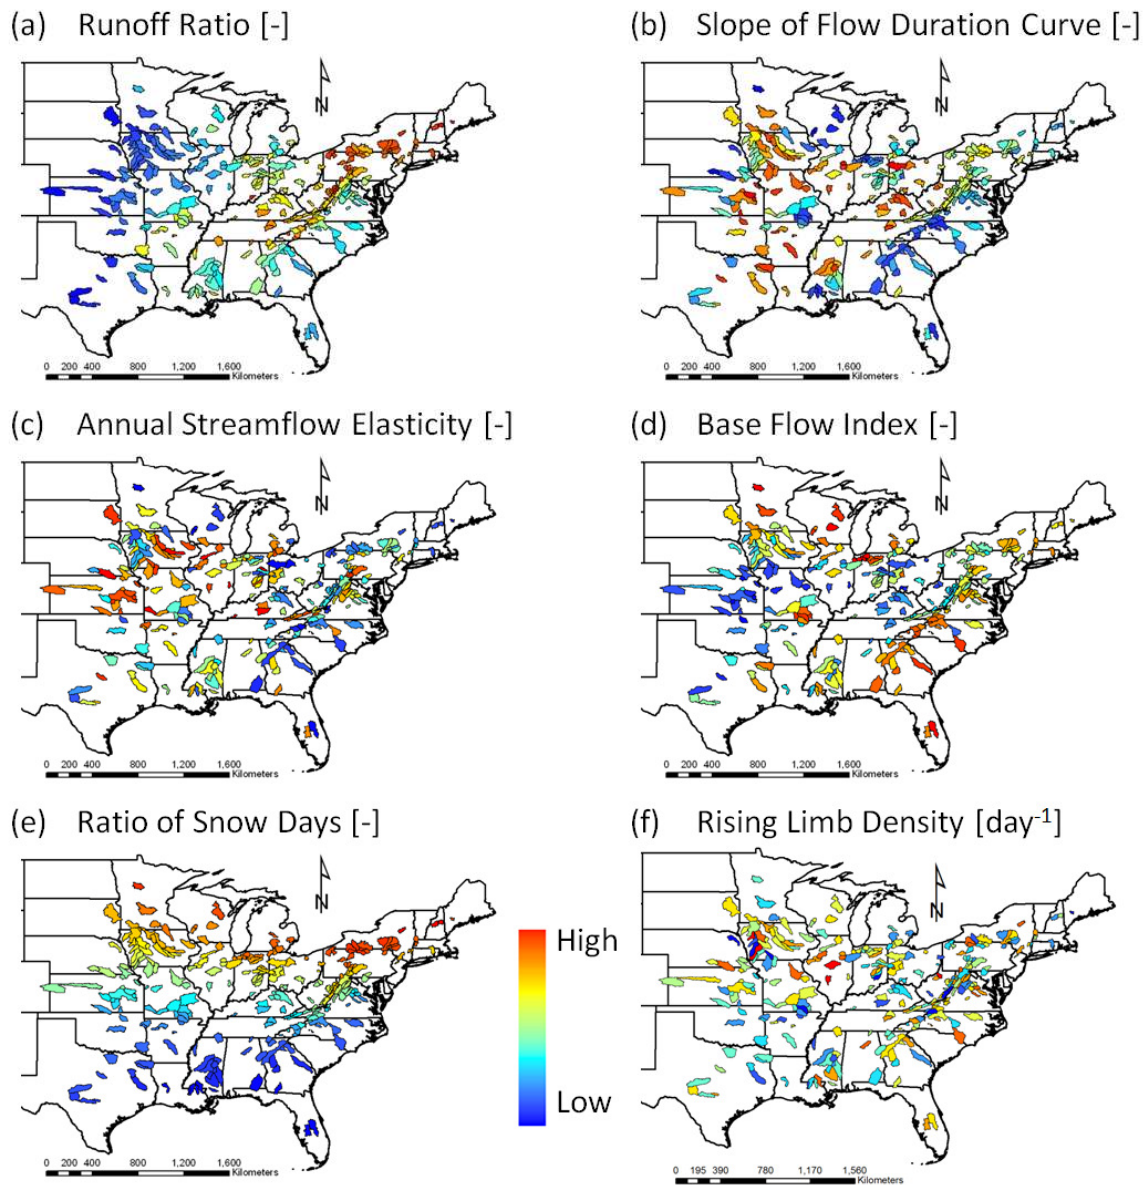 (a) Runoff Ratio [-]
(b) Slope of Flow Duration Curve [-]
N
N
0 200 400 800 1,200 1,600
Kilometers
0 200 400 800 1,200 1,600
Kilometers
(c) Annual Streamflow Elasticity [-]
(d) Base Flow Index [-]
N
N
0 200 400 800 1,200 1,600
Kilometers
0 200 400 800 1,200 1,600
Kilometers
(e) Ratio of Snow Days [-]
(f) Rising Limb Density [day-1]
N
N
High
Low
0 200 400 800 1,200 1,600
Kilometers
0 195 390 780 1,170 1,560
Kilometers